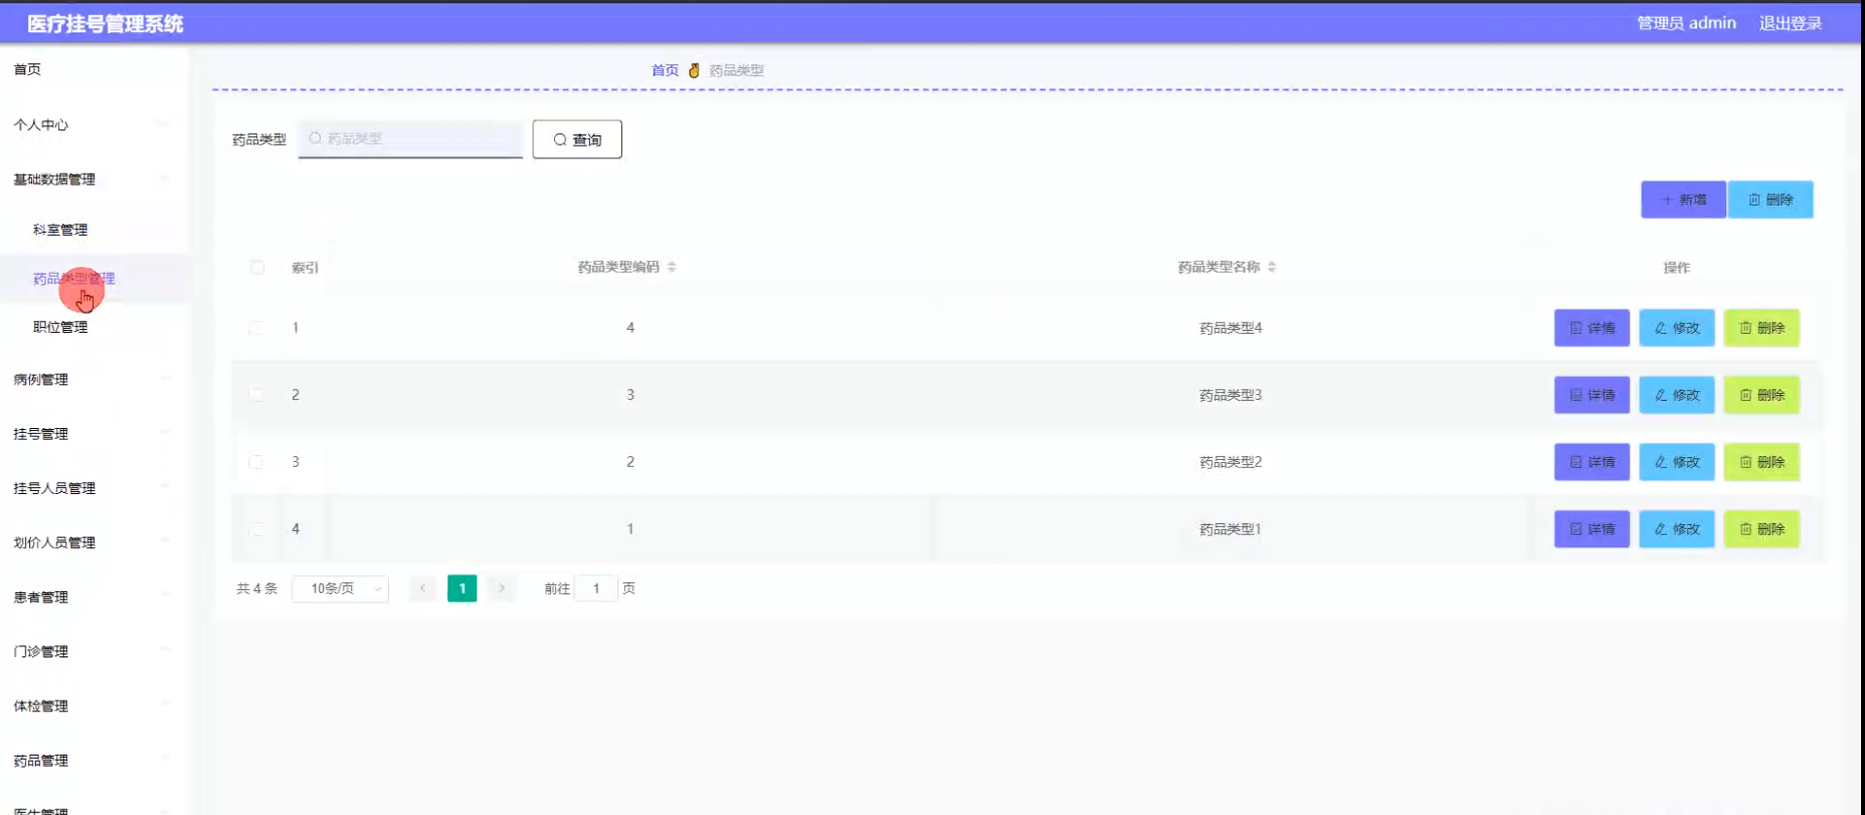 医疗挂号管理系统
管理员 admin 退出登录
首页
个人中心
基础数据管理
科室管理
药品类型管理
职位管理
病例管理
挂号管理
挂号人员管理
划价人员管理
患者管理
门诊管理
体检管理
药品管理
医生管理
首页 药品类型
药品类型 药品类型 查询
新增 删除
索引 药品类型编码 药品类型名称 操作
1 4 药品类型4 详情 修改 删除
2 3 药品类型3 详情 修改 删除
3 2 药品类型2 详情 修改 删除
4 1 药品类型1 详情 修改 删除
共 4 条 10条/页 1 前往 1 页